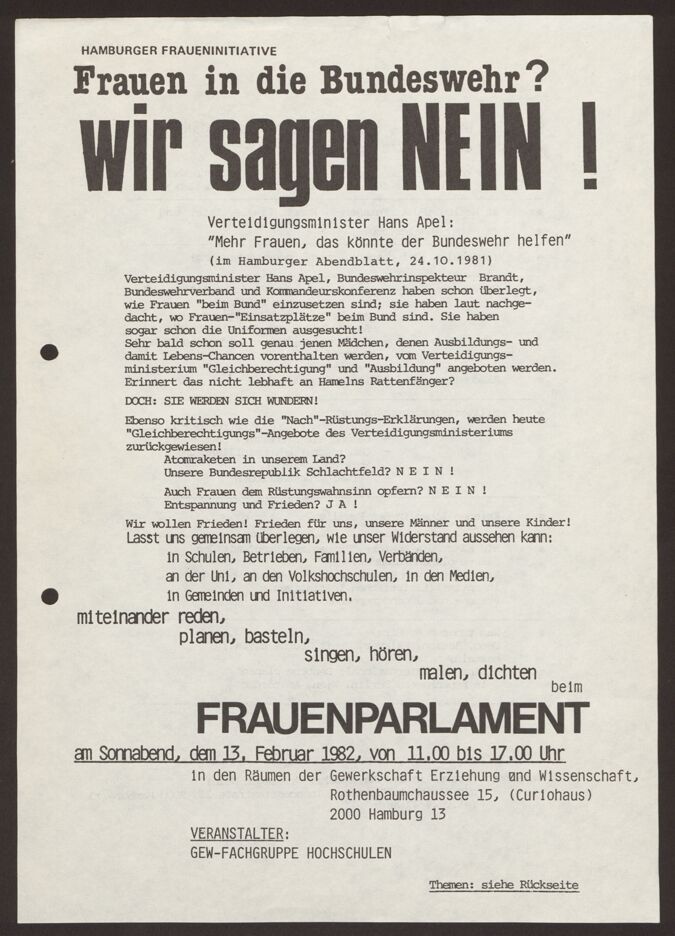 HAMBURGER FRAUENINITIATIVE
Frauen in die Bundeswehr?
wir sagen NEIN !
Verteidigungsminister Hans Apel:
"Mehr Frauen, das könnte der Bundeswehr helfen"
(im Hamburger Abendblatt, 24.10.1981)
Verteidigungsminister Hans Apel, Bundeswehrinspekteur Brandt,
Bundeswehrverband und Kommandeurskonferenz haben schon überlegt,
wie Frauen "beim Bund" einzusetzen sind; sie haben laut nachge-
dacht, wo Frauen-"Einsatzplätze" beim Bund sind. Sie haben
sogar schon die Uniformen ausgesucht!
Sehr bald schon soll genau jenen Mädchen, denen Ausbildungs- und
damit Lebens-Chancen vorenthalten werden, vom Verteidigungs-
ministerium "Gleichberechtigung" und "Ausbildung" angeboten werden.
Erinnert das nicht lebhaft an Hamelns Rattenfänger?
DOCH: SIE WERDEN SICH WUNDERN!
Ebenso kritisch wie die "Nach"-Rüstungs-Erklärungen, werden heute
"Gleichberechtigungs"-Angebote des Verteidigungsministeriums
zurückgewiesen!
Atomraketen in unserem Land?
Unsere Bundesrepublik Schlachtfeld? N E I N !
Auch Frauen dem Rüstungswahnsinn opfern? N E I N !
Entspannung und Frieden? J A !
Wir wollen Frieden! Frieden für uns, unsere Männer und unsere Kinder!
Lasst uns gemeinsam überlegen, wie unser Widerstand aussehen kann:
in Schulen, Betrieben, Familien, Verbänden,
an der Uni, an den Volkshochschulen, in den Medien,
in Gemeinden und Initiativen.
miteinander reden,
planen, basteln,
singen, hören,
malen, dichten
beim
FRAUENPARLAMENT
am Sonnabend, dem 13. Februar 1982, von 11.00 bis 17.00 Uhr
in den Räumen der Gewerkschaft Erziehung ønd Wissenschaft,
Rothenbaumchaussee 15, (Curiohaus)
2000 Hamburg 13
VERANSTALTER:
GEW-FACHGRUPPE HOCHSCHULEN
Themen: siehe Rückseite